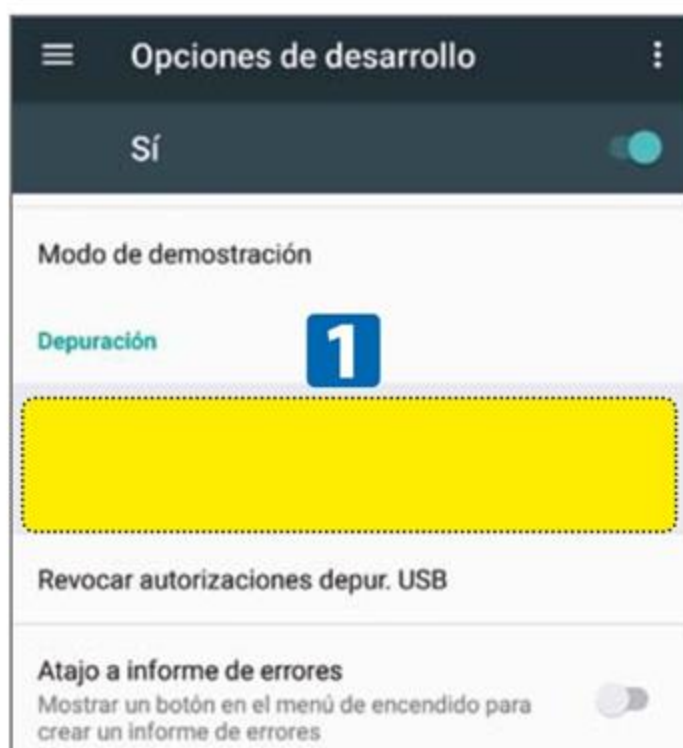 Opciones de desarrollo
Sí
Modo de demostración
Depuración
1
Revocar autorizaciones depur. USB
Atajo a informe de errores
Mostrar un botón en el menú de encendido para
crear un informe de errores